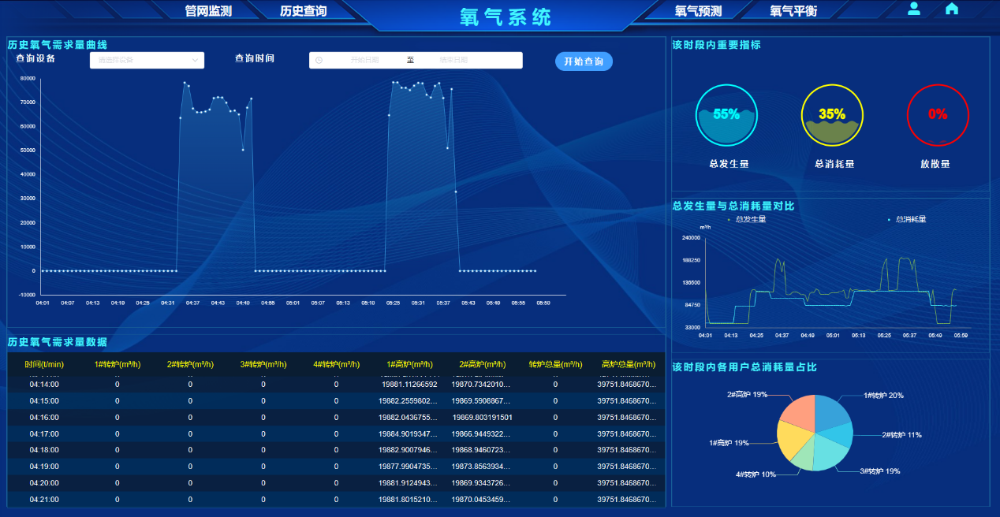 管网监测 历史查询 氧气系统 氧气预测 氧气平衡
历史氧气需求量曲线
查询设备 请选择设备 查询时间 开始日期 至 结束日期 开始查询
80000
70000
60000
50000
40000
30000
20000
10000
0
-10000
04:01 04:07 04:13 04:19 04:25 04:31 04:37 04:43 04:49 04:55 05:01 05:07 05:13 05:19 05:25 05:31 05:37 05:43 05:49 05:55 05:59
历史氧气需求量数据
时间(t/min) 1#转炉(m³/h) 2#转炉(m³/h) 3#转炉(m³/h) 4#转炉(m³/h) 1#高炉(m³/h) 2#高炉(m³/h) 转炉总量(m³/h) 高炉总量(m³/h)
04:14:00 0 0 0 0 19881.11266592 19870.7342010... 0 39751.8468670...
04:15:00 0 0 0 0 19882.2559802... 19869.5908867... 0 39751.8468670...
04:16:00 0 0 0 0 19882.0436755... 19869.803191501 0 39751.8468670...
04:17:00 0 0 0 0 19884.9019347... 19866.9449322... 0 39751.8468670...
04:18:00 0 0 0 0 19882.9007946... 19868.9460723... 0 39751.8468670...
04:19:00 0 0 0 0 19877.9904735... 19873.8563934... 0 39751.8468670...
04:20:00 0 0 0 0 19881.9124943... 19869.9343726... 0 39751.8468670...
04:21:00 0 0 0 0 19881.8015210... 19870.0453459... 0 39751.8468670...
该时段内重要指标
55% 35% 0%
总发生量 总消耗量 放散量
总发生量与总消耗量对比
总发生量 总消耗量
m³/h
240000
188250
136500
84750
33000
04:01 04:13 04:25 04:37 04:49 05:01 05:13 05:25 05:37 05:49 05:59
该时段内各用户总消耗量占比
2#高炉 19% 1#转炉 20%
1#高炉 19% 2#转炉 11%
4#转炉 10% 3#转炉 19%